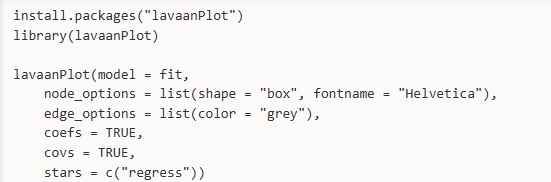 install.packages("lavaanPlot")
library(lavaanPlot)

lavaanPlot(model = fit,
    node_options = list(shape = "box", fontname = "Helvetica"),
    edge_options = list(color = "grey"),
    coefs = TRUE,
    covs = TRUE,
    stars = c("regress"))